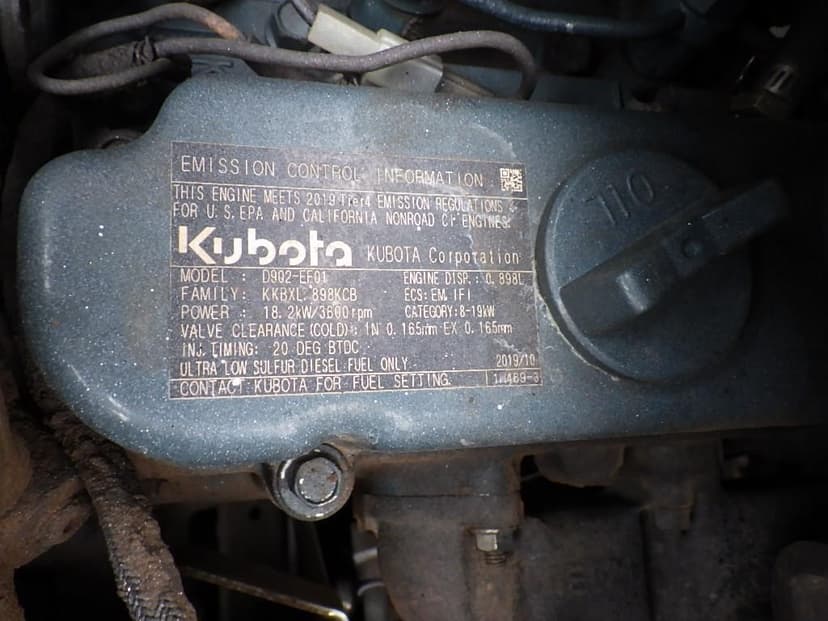 EMISSION CONTROL INFORMATION
THIS ENGINE MEETS 2019 Tier4 EMISSION REGULATIONS
FOR U.S. EPA AND CALIFORNIA NONROAD CI ENGINES.
Kubota KUBOTA Corporation
MODEL : D902-EF01 ENGINE DISP.: 0.898L
FAMILY: KKBXL.898KCB ECS: EM, IFI
POWER : 18.2kW/3600rpm CATEGORY: 8-19kW
VALVE CLEARANCE (COLD): IN 0.165mm EX 0.165mm
INJ. TIMING: 20 DEG BTDC
ULTRA LOW SULFUR DIESEL FUEL ONLY 2019/10
CONTACT KUBOTA FOR FUEL SETTING.
OIL